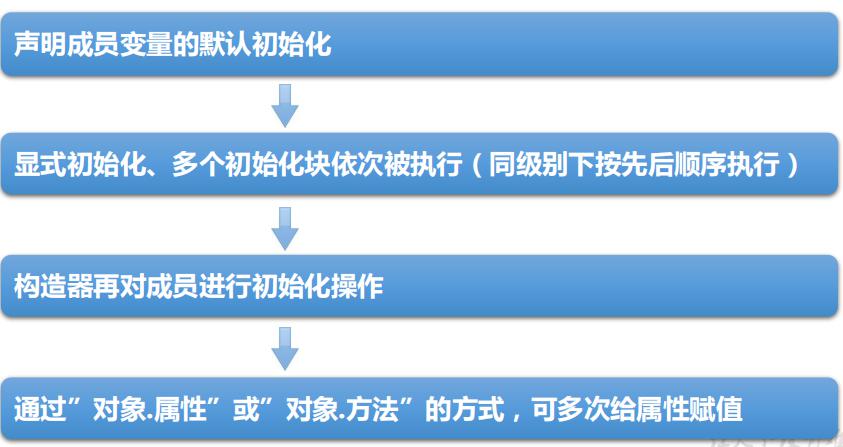 声明成员变量的默认初始化
显式初始化、多个初始化块依次被执行（同级别下按先后顺序执行）
构造器再对成员进行初始化操作
通过”对象.属性”或”对象.方法”的方式，可多次给属性赋值